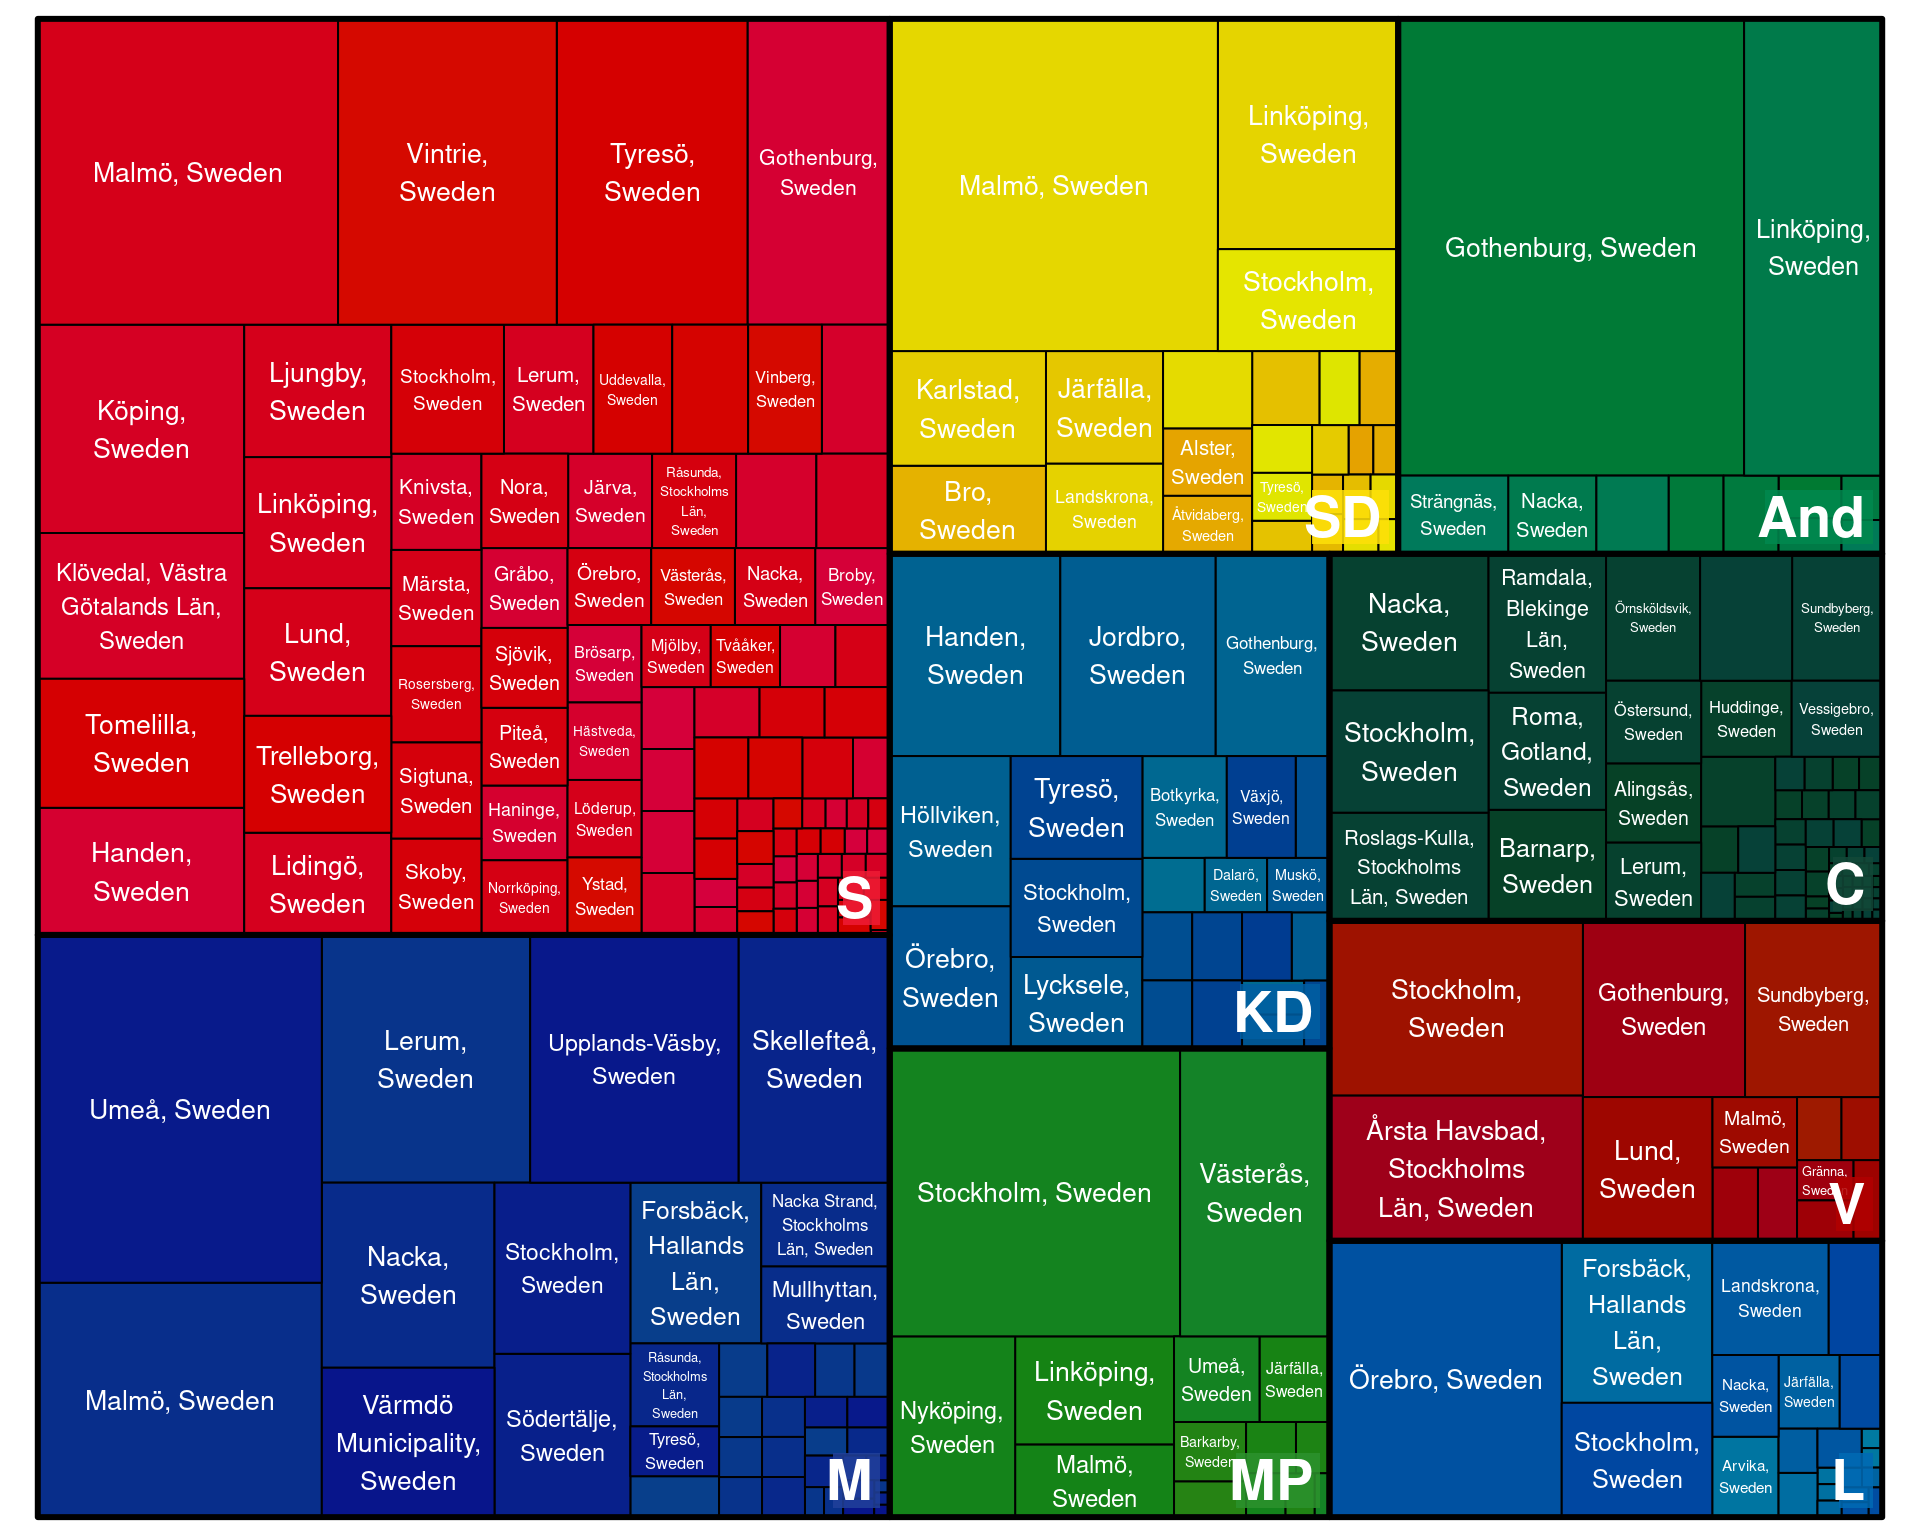 Malmö, Sweden
Vintrie,
Sweden
Tyresö,
Sweden
Gothenburg,
Sweden
Köping,
Sweden
Ljungby,
Sweden
Stockholm,
Sweden
Lerum,
Sweden
Uddevalla,
Sweden
Vinberg,
Sweden
Linköping,
Sweden
Knivsta,
Sweden
Nora,
Sweden
Järva,
Sweden
Råsunda,
Stockholms
Län,
Sweden
Klövedal, Västra
Götalands Län,
Sweden
Lund,
Sweden
Märsta,
Sweden
Gråbo,
Sweden
Örebro,
Sweden
Västerås,
Sweden
Nacka,
Sweden
Broby,
Sweden
Rosersberg,
Sweden
Sjövik,
Sweden
Brösarp,
Sweden
Mjölby,
Sweden
Tvååker,
Sweden
Tomelilla,
Sweden
Trelleborg,
Sweden
Sigtuna,
Sweden
Piteå,
Sweden
Hästveda,
Sweden
Handen,
Sweden
Lidingö,
Sweden
Skoby,
Sweden
Haninge,
Sweden
Löderup,
Sweden
Norrköping,
Sweden
Ystad,
Sweden
S
Malmö, Sweden
Linköping,
Sweden
Stockholm,
Sweden
Karlstad,
Sweden
Järfälla,
Sweden
Bro,
Sweden
Landskrona,
Sweden
Alster,
Sweden
Åtvidaberg,
Sweden
Tyresö,
Sweden
SD
Gothenburg, Sweden
Linköping,
Sweden
Strängnäs,
Sweden
Nacka,
Sweden
And
Handen,
Sweden
Jordbro,
Sweden
Gothenburg,
Sweden
Höllviken,
Sweden
Tyresö,
Sweden
Botkyrka,
Sweden
Växjö,
Sweden
Stockholm,
Sweden
Dalarö,
Sweden
Muskö,
Sweden
Örebro,
Sweden
Lycksele,
Sweden
KD
Nacka,
Sweden
Ramdala,
Blekinge
Län,
Sweden
Örnsköldsvik,
Sweden
Sundbyberg,
Sweden
Stockholm,
Sweden
Roma,
Gotland,
Sweden
Östersund,
Sweden
Huddinge,
Sweden
Vessigebro,
Sweden
Roslags-Kulla,
Stockholms
Län, Sweden
Barnarp,
Sweden
Alingsås,
Sweden
Lerum,
Sweden
C
Umeå, Sweden
Lerum,
Sweden
Upplands-Väsby,
Sweden
Skellefteå,
Sweden
Malmö, Sweden
Nacka,
Sweden
Stockholm,
Sweden
Forsbäck,
Hallands
Län,
Sweden
Nacka Strand,
Stockholms
Län, Sweden
Mullhyttan,
Sweden
Värmdö
Municipality,
Sweden
Södertälje,
Sweden
Råsunda,
Stockholms
Län,
Sweden
Tyresö,
Sweden
M
Stockholm, Sweden
Västerås,
Sweden
Nyköping,
Sweden
Linköping,
Sweden
Malmö,
Sweden
Umeå,
Sweden
Järfälla,
Sweden
Barkarby,
Sweden
MP
Stockholm,
Sweden
Gothenburg,
Sweden
Sundbyberg,
Sweden
Årsta Havsbad,
Stockholms
Län, Sweden
Lund,
Sweden
Malmö,
Sweden
Gränna,
Sweden
V
Örebro, Sweden
Forsbäck,
Hallands
Län,
Sweden
Landskrona,
Sweden
Stockholm,
Sweden
Nacka,
Sweden
Järfälla,
Sweden
Arvika,
Sweden
L